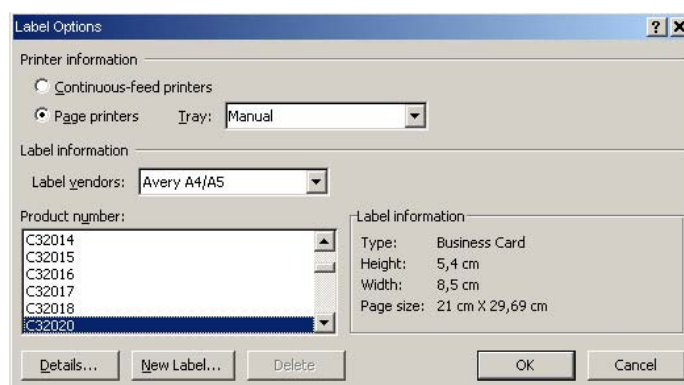 Label Options
Printer information
Continuous-feed printers
Page printers Tray: Manual
Label information
Label vendors: Avery A4/A5
Product number:
C32014
C32015
C32016
C32017
C32018
C32020
Label information
Type: Business Card
Height: 5,4 cm
Width: 8,5 cm
Page size: 21 cm X 29,69 cm
Details... New Label... Delete OK Cancel